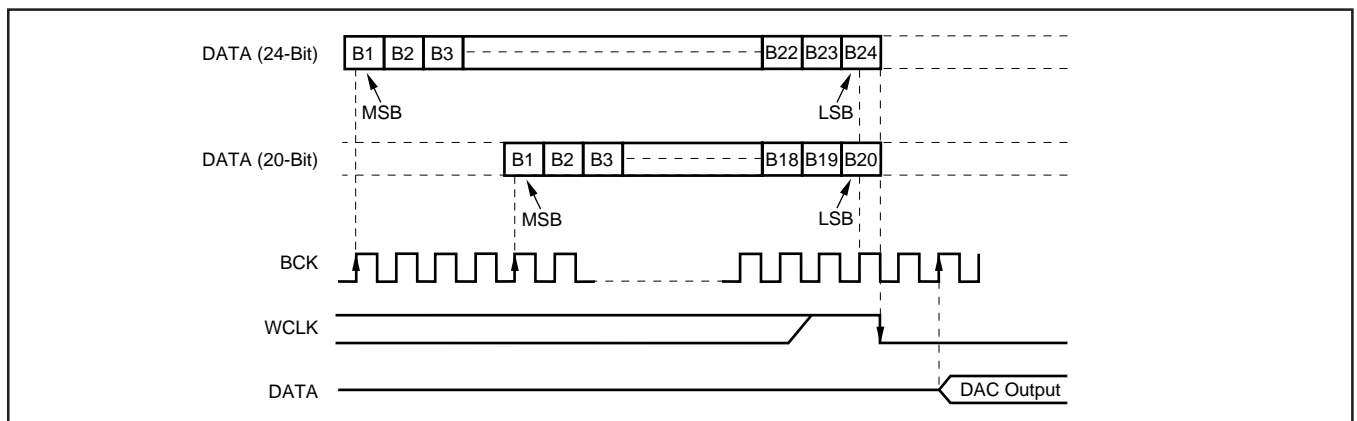 DATA (24-Bit) B1 B2 B3 B22 B23 B24
MSB LSB
DATA (20-Bit) B1 B2 B3 B18 B19 B20
MSB LSB
BCK
WCLK
DATA DAC Output